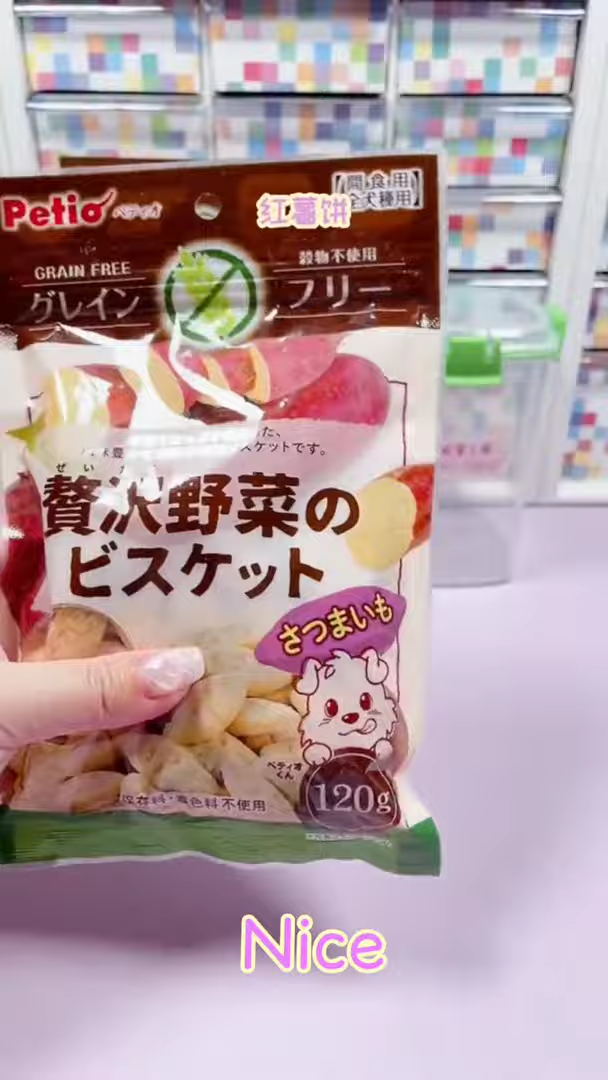 Petio ペティオ
間食用
全犬種用
红薯饼
GRAIN FREE
穀物不使用
グレイン フリー
た、
スケットです。
ぜい
贅沢野菜の
ビスケット
さつまいも
ペティオ
くん
120g
色料不使用
Nice